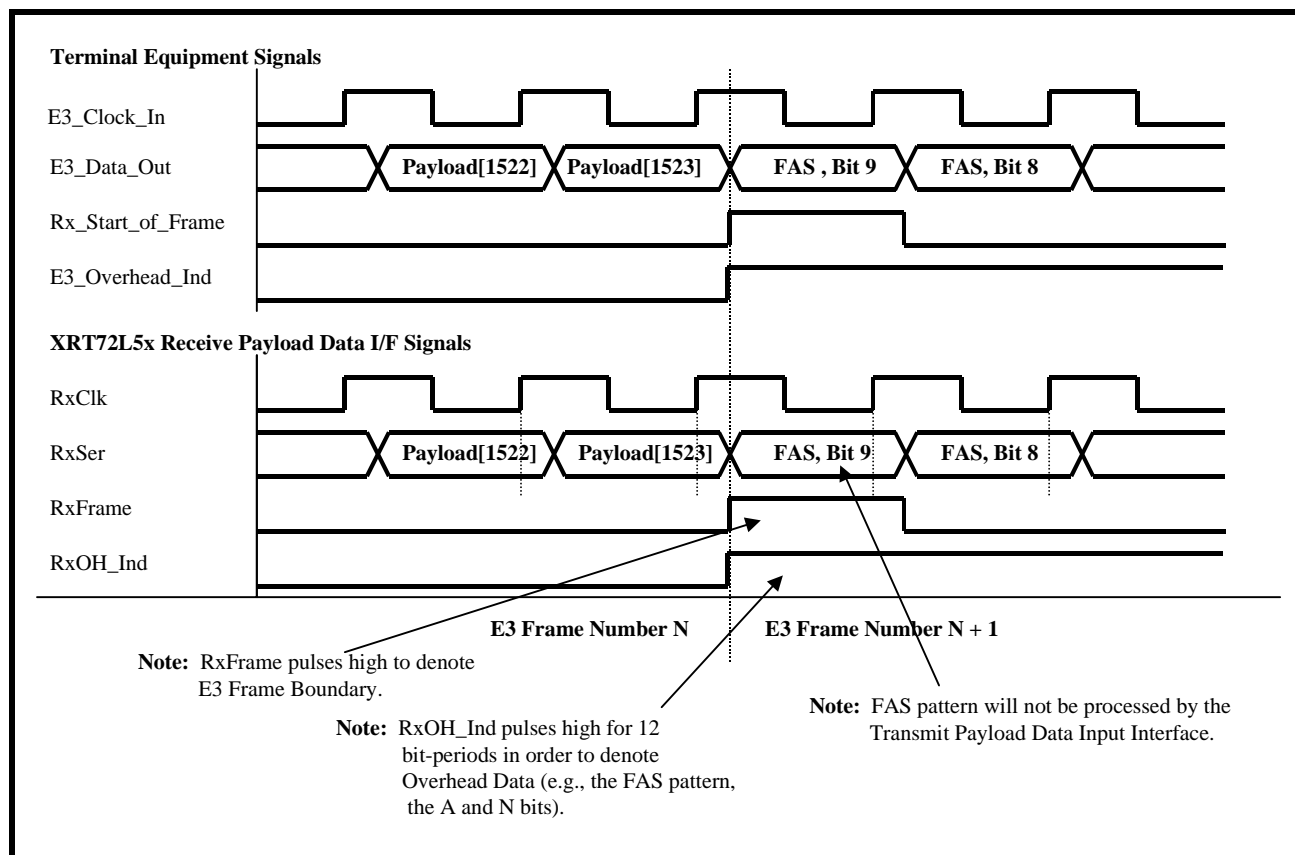 Terminal Equipment Signals
E3_Clock_In
E3_Data_Out
Payload[1522] Payload[1523] FAS , Bit 9 FAS, Bit 8
Rx_Start_of_Frame
E3_Overhead_Ind
XRT72L5x Receive Payload Data I/F Signals
RxClk
RxSer
Payload[1522] Payload[1523] FAS, Bit 9 FAS, Bit 8
RxFrame
RxOH_Ind
E3 Frame Number N E3 Frame Number N + 1
Note: RxFrame pulses high to denote
E3 Frame Boundary.
Note: RxOH_Ind pulses high for 12
bit-periods in order to denote
Overhead Data (e.g., the FAS pattern,
the A and N bits).
Note: FAS pattern will not be processed by the
Transmit Payload Data Input Interface.